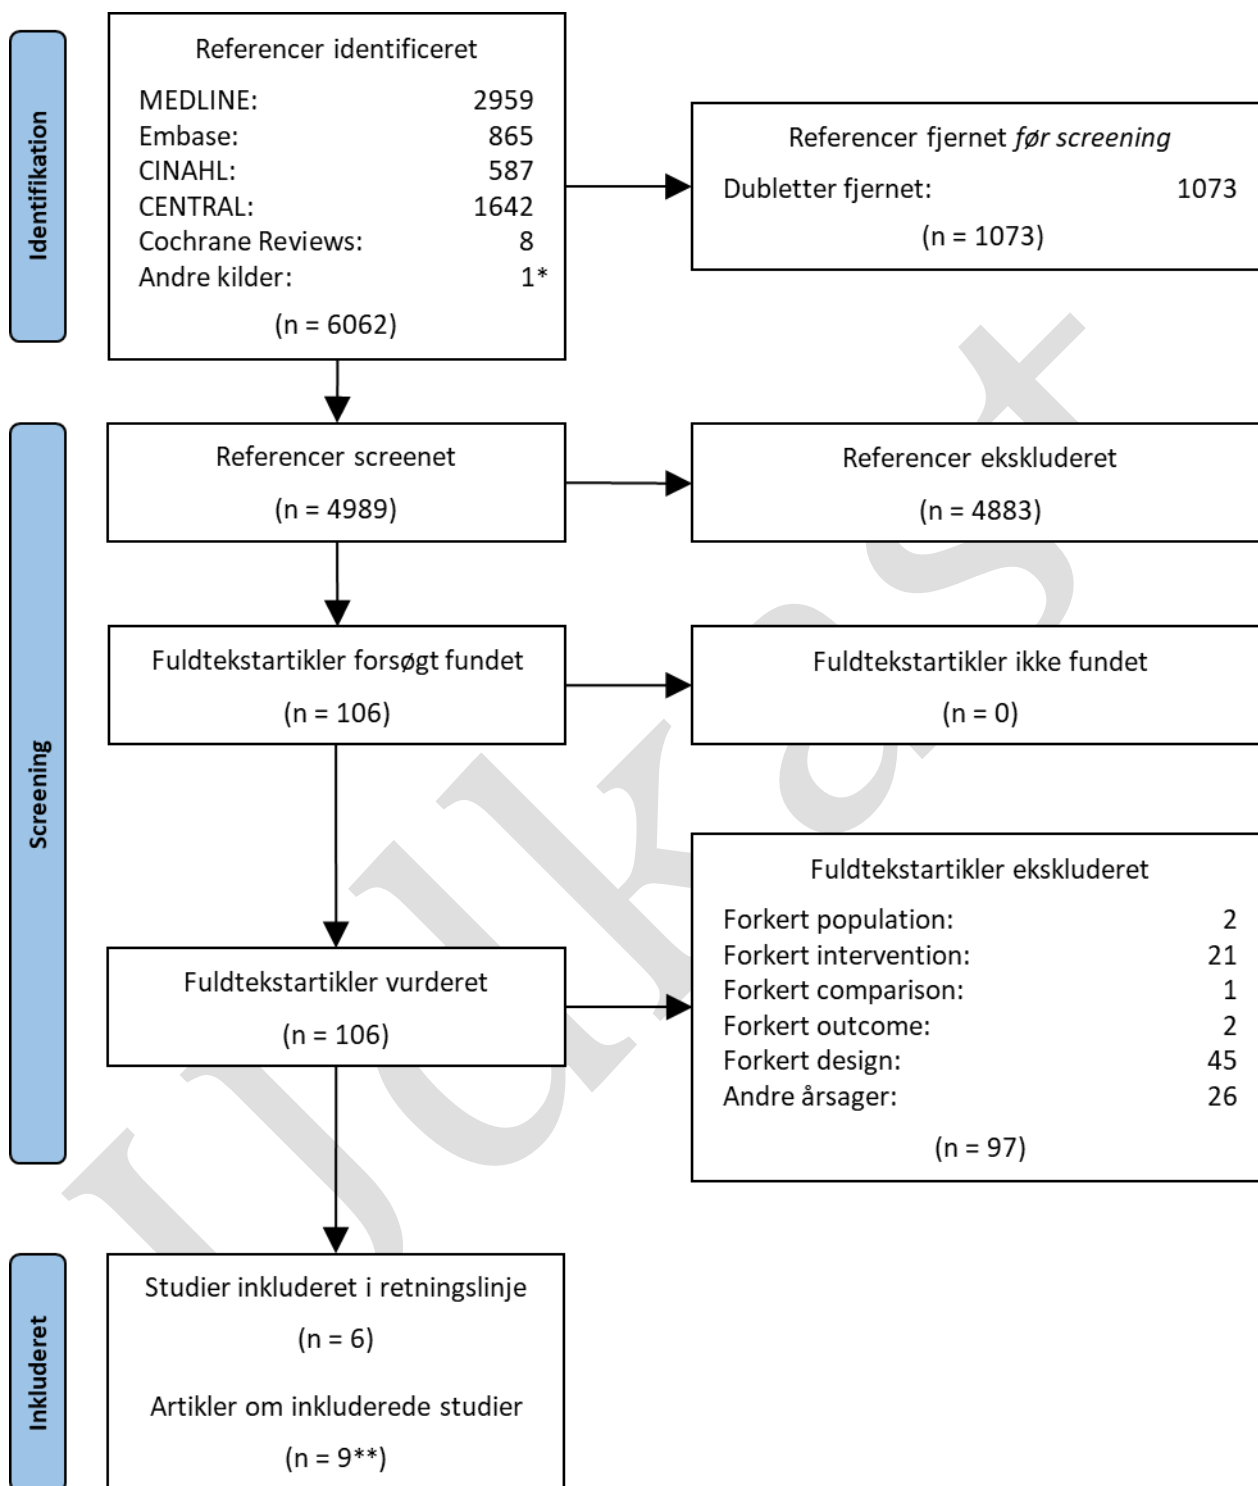 Identifikation
Referencer identificeret
MEDLINE: 2959
Embase: 865
CINAHL: 587
CENTRAL: 1642
Cochrane Reviews: 8
Andre kilder: 1*
(n = 6062)
Referencer fjernet før screening
Dubletter fjernet: 1073
(n = 1073)
Screening
Referencer screenet
(n = 4989)
Referencer ekskluderet
(n = 4883)
Fuldtekstartikler forsøgt fundet
(n = 106)
Fuldtekstartikler ikke fundet
(n = 0)
Fuldtekstartikler vurderet
(n = 106)
Fuldtekstartikler ekskluderet
Forkert population: 2
Forkert intervention: 21
Forkert comparison: 1
Forkert outcome: 2
Forkert design: 45
Andre årsager: 26
(n = 97)
Inkluderet
Studier inkluderet i retningslinje
(n = 6)
Artikler om inkluderede studier
(n = 9**)
Udkast